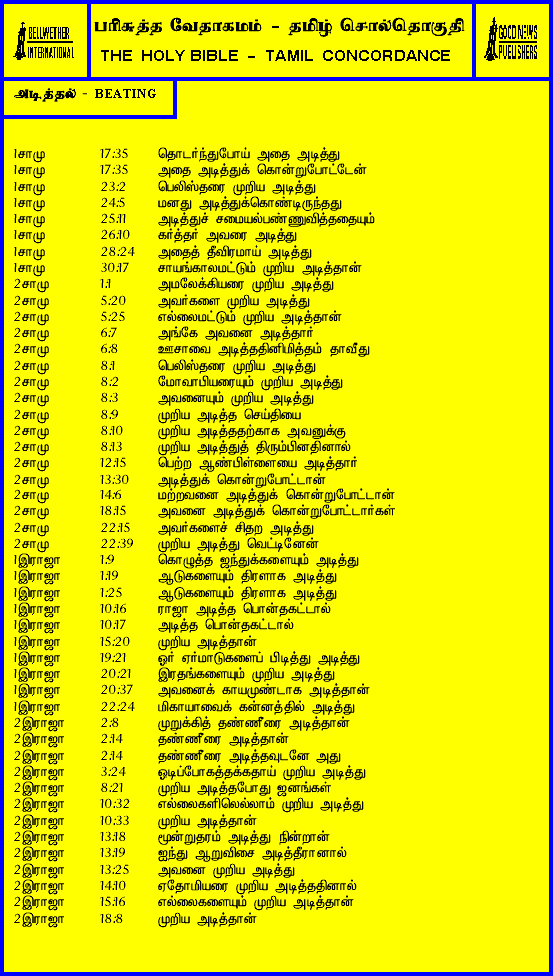 BELLWETHER
INTERNATIONAL
பரிசுத்த வேதாகமம் - தமிழ் சொல்தொகுதி
THE HOLY BIBLE - TAMIL CONCORDANCE
GOOD NEWS
PUBLISHERS
அடித்தல் - BEATING
1சாமு 17:35 தொடர்ந்துபோய் அதை அடித்து
1சாமு 17:35 அதை அடித்துக் கொன்றுபோட்டேன்
1சாமு 23:2 பெலிஸ்தரை முறிய அடித்து
1சாமு 24:5 மனது அடித்துக்கொண்டிருந்தது
1சாமு 25:11 அடித்துச் சமையல்பண்ணுவித்ததையும்
1சாமு 26:10 கர்த்தர் அவரை அடித்து
1சாமு 28:24 அதைத் தீவிரமாய் அடித்து
1சாமு 30:17 சாயங்காலமட்டும் முறிய அடித்தான்
2சாமு 1:1 அமலேக்கியரை முறிய அடித்து
2சாமு 5:20 அவர்களை முறிய அடித்து
2சாமு 5:25 எல்லைமட்டும் முறிய அடித்தான்
2சாமு 6:7 அங்கே அவனை அடித்தார்
2சாமு 6:8 ஊசாவை அடித்ததினிமித்தம் தாவீது
2சாமு 8:1 பெலிஸ்தரை முறிய அடித்து
2சாமு 8:2 மோவாபியரையும் முறிய அடித்து
2சாமு 8:3 அவனையும் முறிய அடித்து
2சாமு 8:9 முறிய அடித்த செய்தியை
2சாமு 8:10 முறிய அடித்ததற்காக அவனுக்கு
2சாமு 8:13 முறிய அடித்துத் திரும்பினதினால்
2சாமு 12:15 பெற்ற ஆண்பிள்ளையை அடித்தார்
2சாமு 13:30 அடித்துக் கொன்றுபோட்டான்
2சாமு 14:6 மற்றவனை அடித்துக் கொன்றுபோட்டான்
2சாமு 18:15 அவனை அடித்துக் கொன்றுபோட்டார்கள்
2சாமு 22:15 அவர்களைச் சிதற அடித்து
2சாமு 22:39 முறிய அடித்து வெட்டினேன்
1இராஜா 1:9 கொழுத்த ஜந்துக்களையும் அடித்து
1இராஜா 1:19 ஆடுகளையும் திரளாக அடித்து
1இராஜா 1:25 ஆடுகளையும் திரளாக அடித்து
1இராஜா 10:16 ராஜா அடித்த பொன்தகட்டால்
1இராஜா 10:17 அடித்த பொன்தகட்டால்
1இராஜா 15:20 முறிய அடித்தான்
1இராஜா 19:21 ஓர் ஏர்மாடுகளைப் பிடித்து அடித்து
1இராஜா 20:21 இரதங்களையும் முறிய அடித்து
1இராஜா 20:37 அவனைக் காயமுண்டாக அடித்தான்
1இராஜா 22:24 மிகாயாவைக் கன்னத்தில் அடித்து
2இராஜா 2:8 முறுக்கித் தண்ணீரை அடித்தான்
2இராஜா 2:14 தண்ணீரை அடித்தான்
2இராஜா 2:14 தண்ணீரை அடித்தவுடனே அது
2இராஜா 3:24 ஓடிப்போகத்தக்கதாய் முறிய அடித்து
2இராஜா 8:21 முறிய அடித்தபோது ஜனங்கள்
2இராஜா 10:32 எல்லைகளிலெல்லாம் முறிய அடித்து
2இராஜா 10:33 முறிய அடித்தான்
2இராஜா 13:18 மூன்றுதரம் அடித்து நின்றான்
2இராஜா 13:19 ஐந்து ஆறுவிசை அடித்தீரானால்
2இராஜா 13:25 அவனை முறிய அடித்து
2இராஜா 14:10 ஏதோமியரை முறிய அடித்ததினால்
2இராஜா 15:16 எல்லைகளையும் முறிய அடித்தான்
2இராஜா 18:8 முறிய அடித்தான்